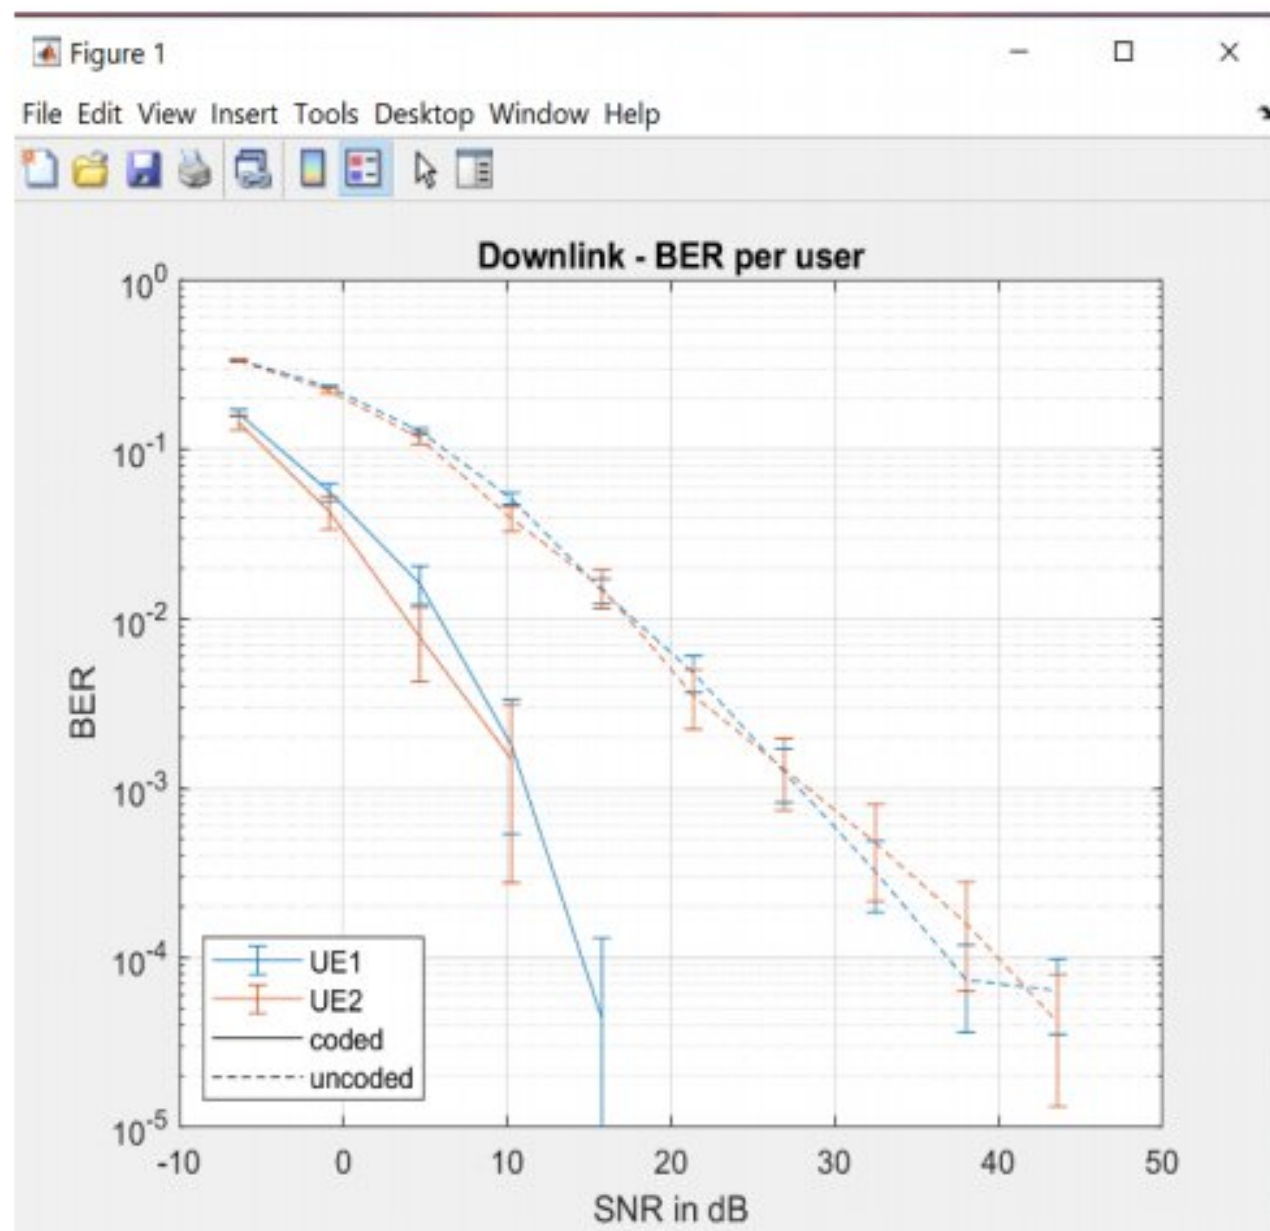 Figure 1
File Edit View Insert Tools Desktop Window Help
Downlink - BER per user
10^0
10^-1
10^-2
10^-3
10^-4
10^-5
BER
UE1
UE2
coded
uncoded
-10 0 10 20 30 40 50
SNR in dB